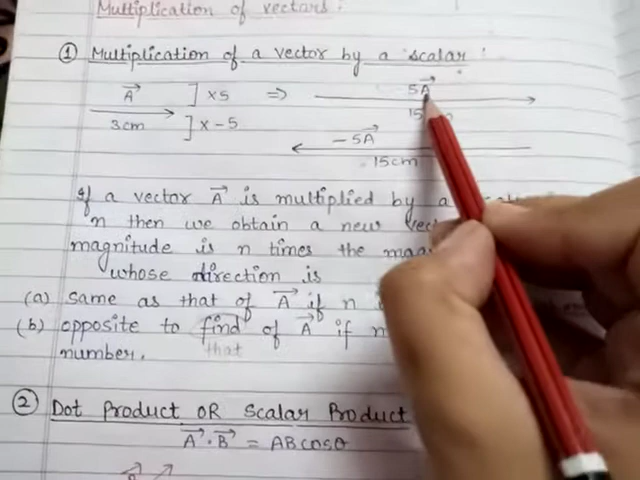 Multiplication of vectors:
① Multiplication of a vector by a scalar
A⃗ ] ×5 ⇒ 5A⃗
3cm ] ×-5 15
-5A⃗
15cm
If a vector A⃗ is multiplied by a
n then we obtain a new
magnitude is n times the
whose direction is
(a) same as that of A⃗ if n
(b) opposite to find of A⃗ if n
that
number.
② Dot Product OR Scalar Product
A⃗·B⃗ = ABcosθ